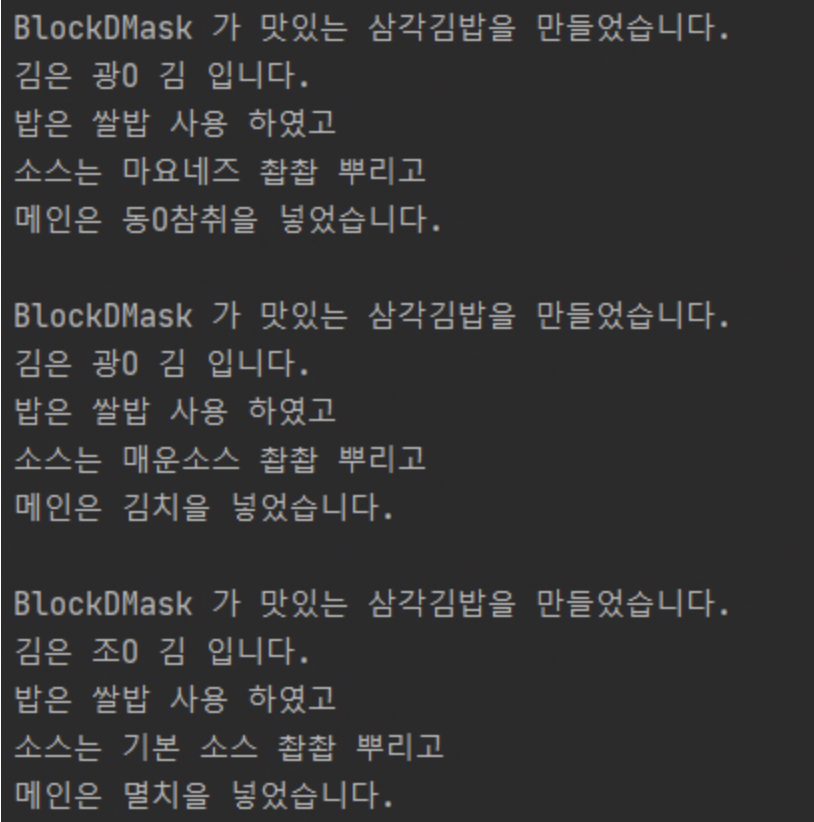 BlockDMask 가 맛있는 삼각김밥을 만들었습니다.
김은 광O 김 입니다.
밥은 쌀밥 사용 하였고
소스는 마요네즈 촵촵 뿌리고
메인은 동O참취을 넣었습니다.
BlockDMask 가 맛있는 삼각김밥을 만들었습니다.
김은 광O 김 입니다.
밥은 쌀밥 사용 하였고
소스는 매운소스 촵촵 뿌리고
메인은 김치을 넣었습니다.
BlockDMask 가 맛있는 삼각김밥을 만들었습니다.
김은 조O 김 입니다.
밥은 쌀밥 사용 하였고
소스는 기본 소스 촵촵 뿌리고
메인은 멸치을 넣었습니다.